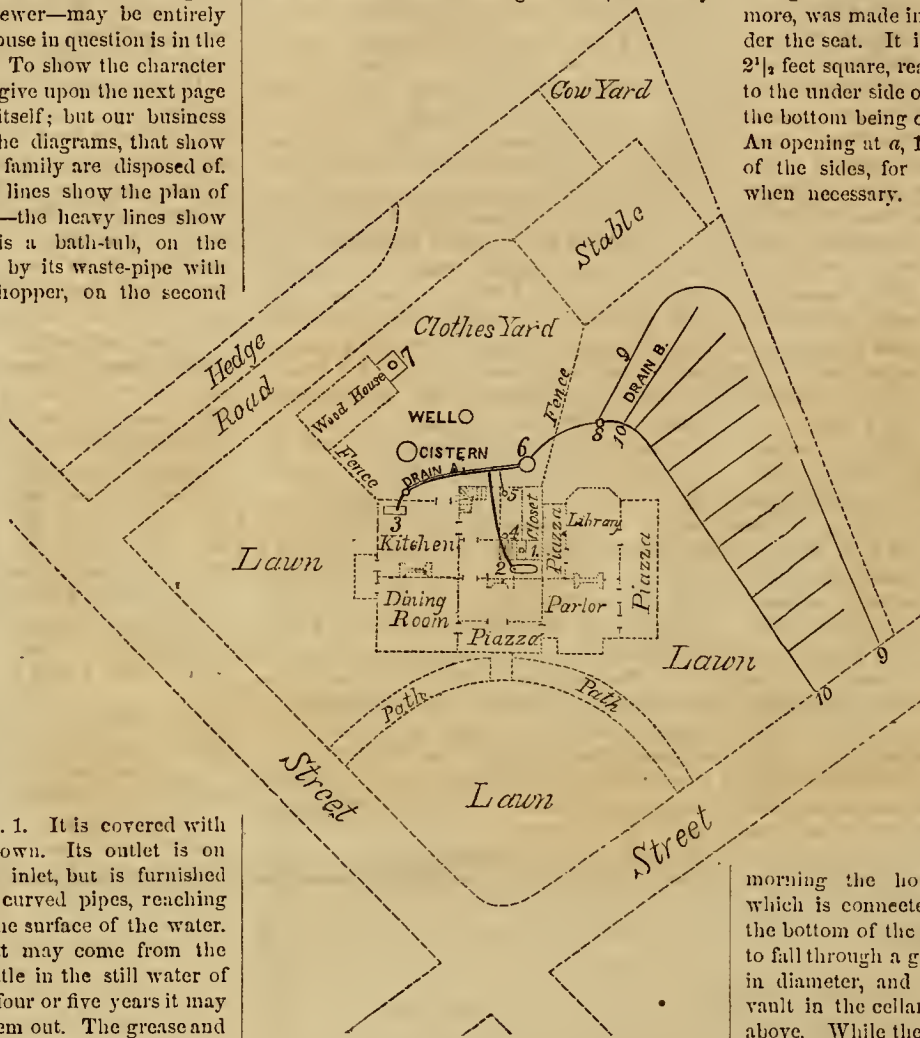 ewer—may be entirely
ouse in question is in the
To show the character
give upon the next page
itself; but our business
he diagrams, that show
family are disposed of.
lines show the plan of
—the heavy lines show
is a bath-tub, on the
by its waste-pipe with
hopper, on the second
more, was made in
der the seat. It i
2½ feet square, rea
to the under side o
the bottom being
An opening at a, 1
of the sides, for
when necessary.
Cow Yard
Stable
Clothes Yard
Hedge
Road
Wood House
7
Fence
Fence
9
DRAIN B.
WELL
CISTERN
6
8
10
DRAIN A.
3
5
Closet
4
1
2
Kitchen
Piazza
Library
Piazza
Lawn
Dining
Room
Parlor
Piazza
Lawn
9
10
Path
Path
Street
Lawn
Street
. 1. It is covered with
own. Its outlet is on
inlet, but is furnished
curved pipes, reaching
he surface of the water.
t may come from the
tle in the still water of
four or five years it may
em out. The grease and
morning the ho
which is connecte
the bottom of the
to fall through a g
in diameter, and
vault in the cellar
above. While the